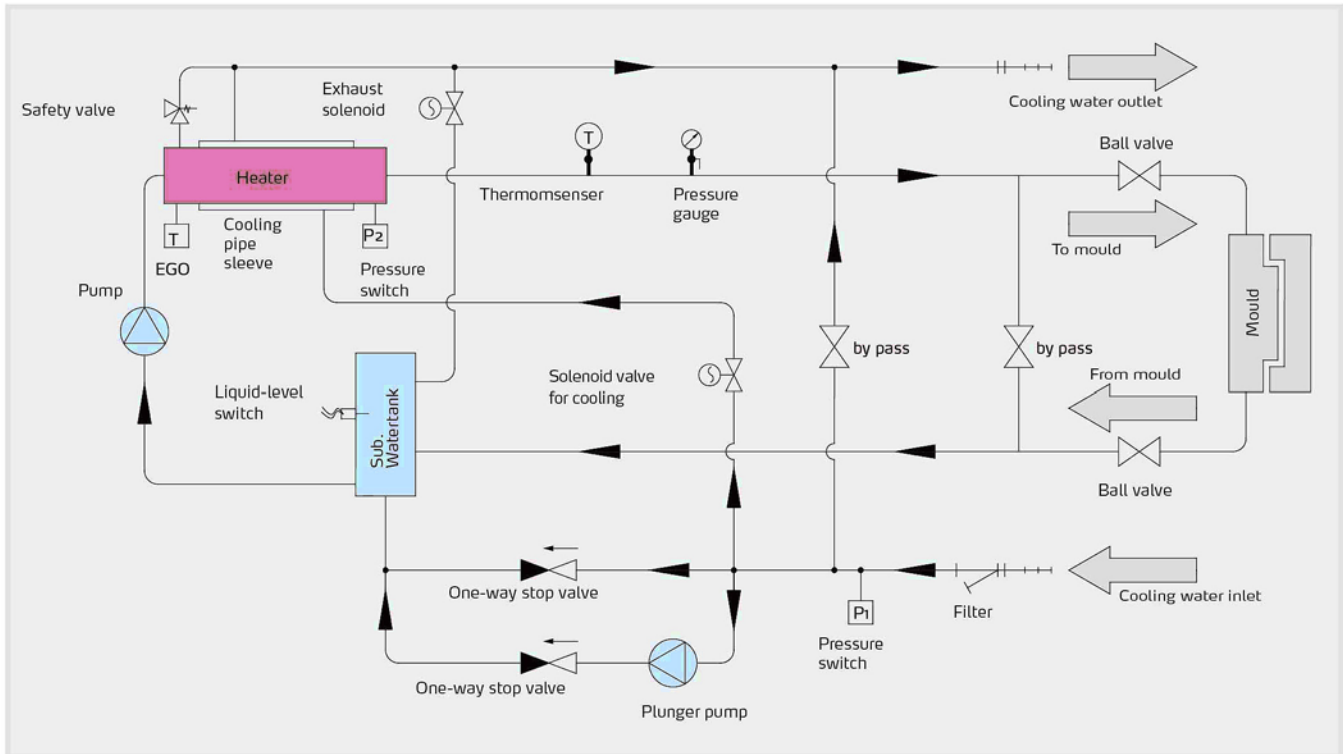 Safety valve
Exhaust
solenoid
Cooling water outlet
Heater
T
Thermomsenser
Pressure
gauge
Ball valve
To mould
T
EGO
Cooling
pipe
sleeve
P2
Pressure
switch
Pump
Mould
by pass
by pass
Liquid-level
switch
Sub.
Watertank
Solenoid valve
for cooling
From mould
Ball valve
One-way stop valve
P1
Pressure
switch
Filter
Cooling water inlet
One-way stop valve
Plunger pump